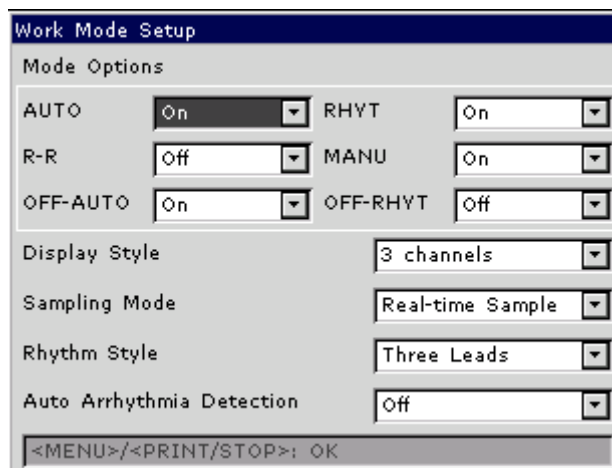 Work Mode Setup
Mode Options
AUTO On RHYT On
R-R Off MANU On
OFF-AUTO On OFF-RHYT Off
Display Style 3 channels
Sampling Mode Real-time Sample
Rhythm Style Three Leads
Auto Arrhythmia Detection Off
<MENU>/<PRINT/STOP>: OK